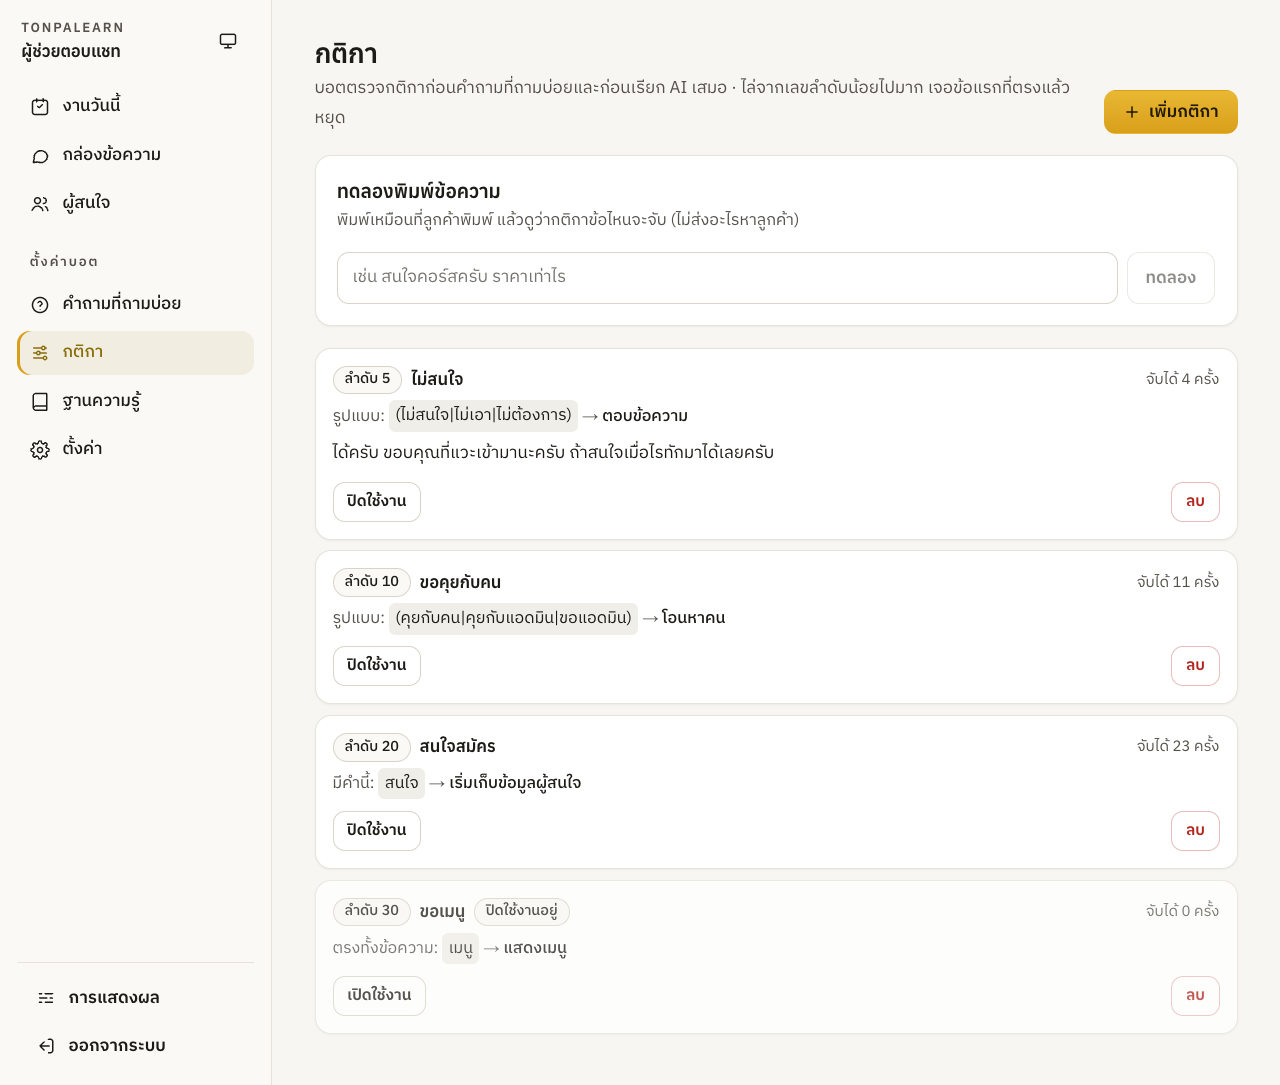 TONPALEARN
ผู้ช่วยตอบแชท
งานวันนี้
กล่องข้อความ
ผู้สนใจ
ตั้งค่าบอต
คำถามที่ถามบ่อย
กติกา
ฐานความรู้
ตั้งค่า
การแสดงผล
ออกจากระบบ
กติกา
บอตตรวจกติกาก่อนคำถามที่ถามบ่อยและก่อนเรียก AI เสมอ · ไล่จากเลขลำดับน้อยไปมาก เจอข้อแรกที่ตรงแล้ว
หยุด
+ เพิ่มกติกา
ทดลองพิมพ์ข้อความ
พิมพ์เหมือนที่ลูกค้าพิมพ์ แล้วดูว่ากติกาข้อไหนจะจับ (ไม่ส่งอะไรหาลูกค้า)
เช่น สนใจคอร์สครับ ราคาเท่าไร
ทดลอง
ลำดับ 5 ไม่สนใจ จับได้ 4 ครั้ง
รูปแบบ: (ไม่สนใจ|ไม่เอา|ไม่ต้องการ) → ตอบข้อความ
ได้ครับ ขอบคุณที่แวะเข้ามานะครับ ถ้าสนใจเมื่อไรทักมาได้เลยครับ
ปิดใช้งาน ลบ
ลำดับ 10 ขอคุยกับคน จับได้ 11 ครั้ง
รูปแบบ: (คุยกับคน|คุยกับแอดมิน|ขอแอดมิน) → โอนหาคน
ปิดใช้งาน ลบ
ลำดับ 20 สนใจสมัคร จับได้ 23 ครั้ง
มีคำนี้: สนใจ → เริ่มเก็บข้อมูลผู้สนใจ
ปิดใช้งาน ลบ
ลำดับ 30 ขอเมนู ปิดใช้งานอยู่ จับได้ 0 ครั้ง
ตรงทั้งข้อความ: เมนู → แสดงเมนู
เปิดใช้งาน ลบ